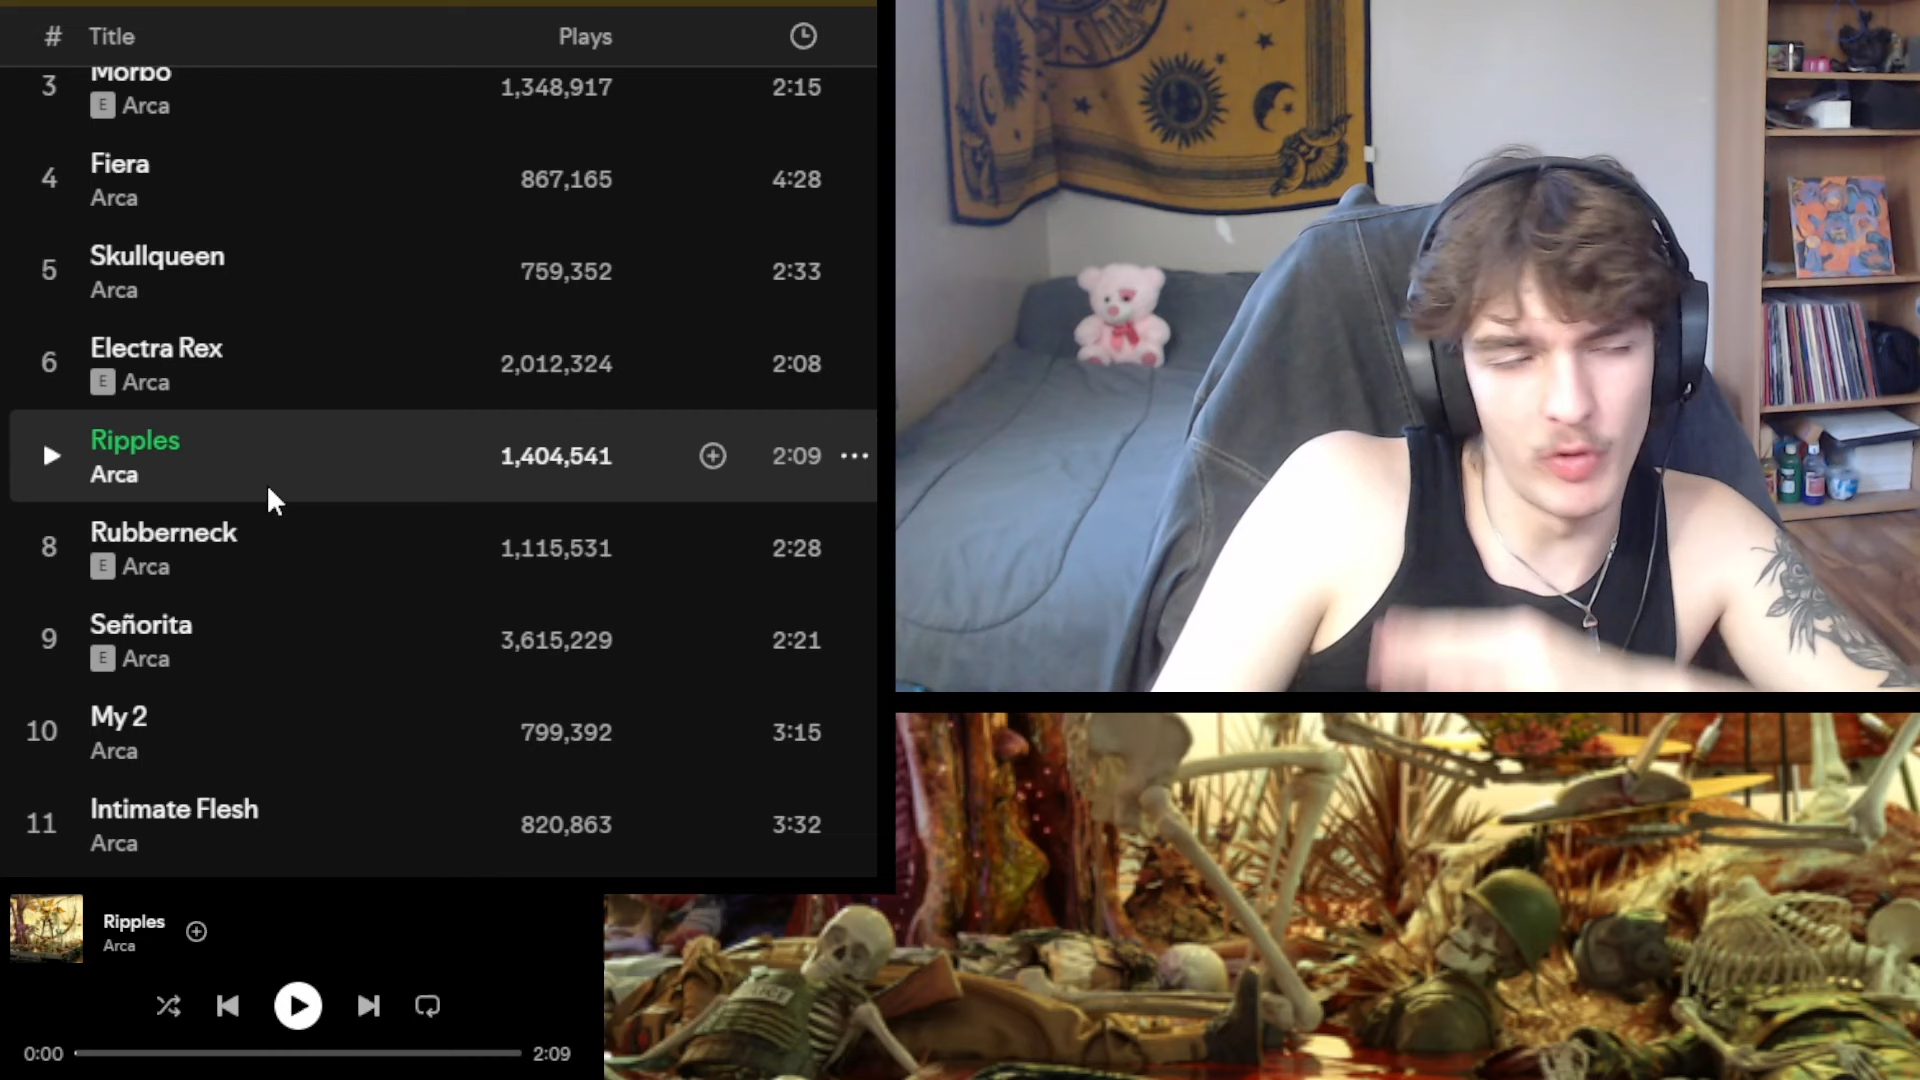 # Title Plays
3 Morbo 1,348,917 2:15
E Arca
4 Fiera 867,165 4:28
Arca
5 Skullqueen 759,352 2:33
Arca
6 Electra Rex 2,012,324 2:08
E Arca
Ripples 1,404,541 2:09
Arca
8 Rubberneck 1,115,531 2:28
E Arca
9 Señorita 3,615,229 2:21
E Arca
10 My 2 799,392 3:15
Arca
11 Intimate Flesh 820,863 3:32
Arca
Ripples
Arca
0:00 2:09